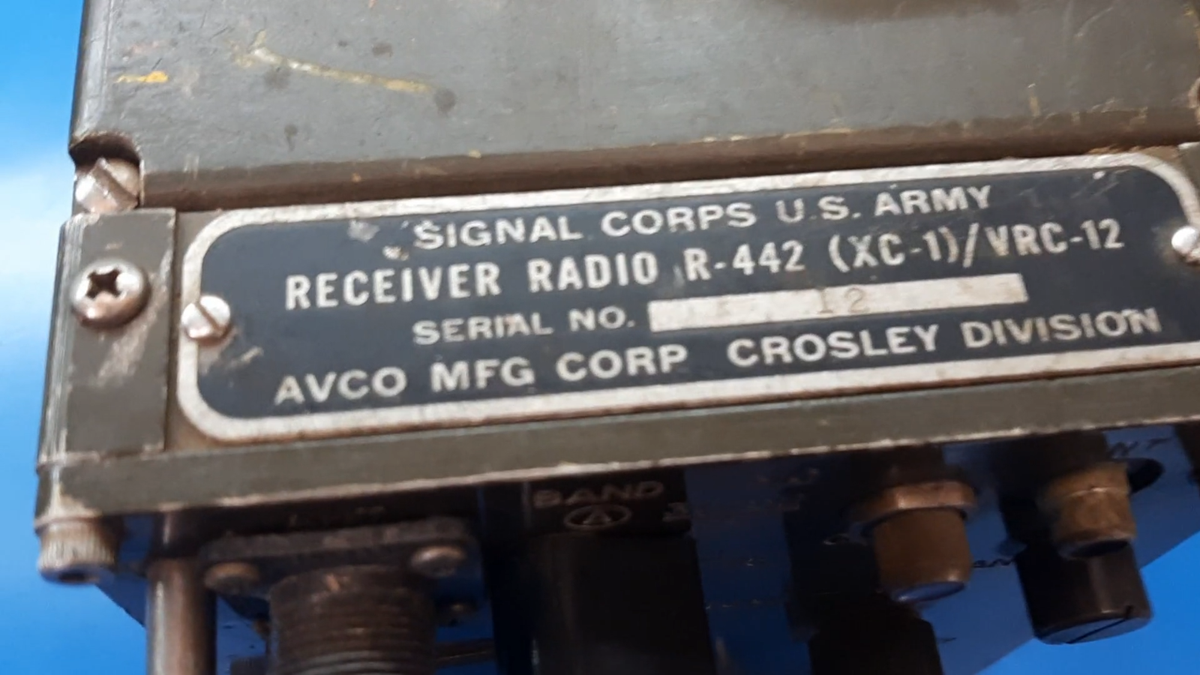 SIGNAL CORPS U.S. ARMY
RECEIVER RADIO R-442 (XC-1)/VRC-12
SERIAL NO. 12
AVCO MFG CORP CROSLEY DIVISION
BAND
A